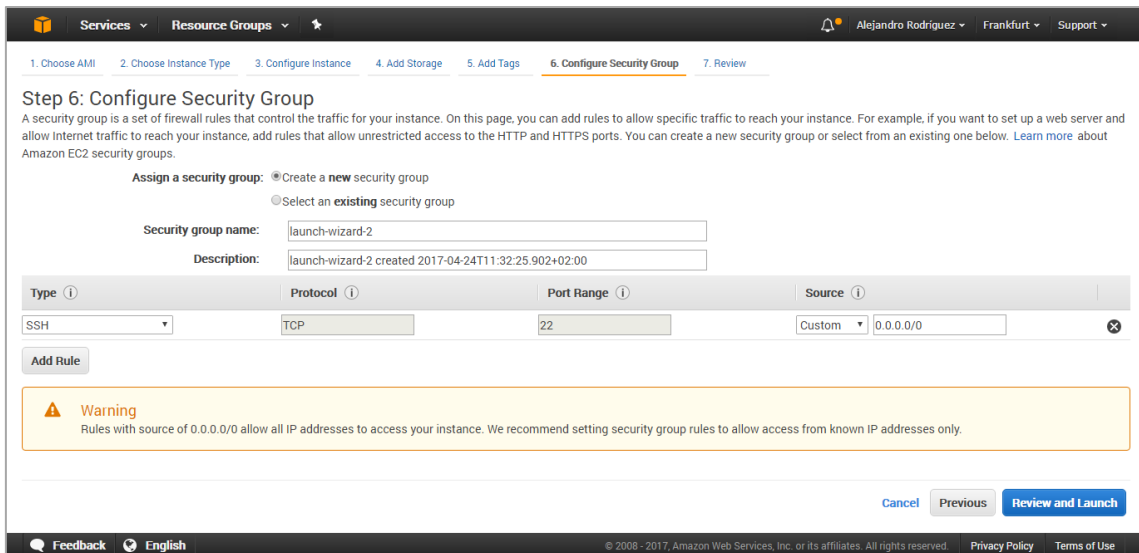 Services Resource Groups Alejandro Rodríguez Frankfurt Support
1. Choose AMI 2. Choose Instance Type 3. Configure Instance 4. Add Storage 5. Add Tags 6. Configure Security Group 7. Review
Step 6: Configure Security Group
A security group is a set of firewall rules that control the traffic for your instance. On this page, you can add rules to allow specific traffic to reach your instance. For example, if you want to set up a web server and
allow Internet traffic to reach your instance, add rules that allow unrestricted access to the HTTP and HTTPS ports. You can create a new security group or select from an existing one below. Learn more about
Amazon EC2 security groups.
Assign a security group: Create a new security group
Select an existing security group
Security group name: launch-wizard-2
Description: launch-wizard-2 created 2017-04-24T11:32:25.902+02:00
Type i Protocol i Port Range i Source i
SSH TCP 22 Custom 0.0.0.0/0
Add Rule
Warning
Rules with source of 0.0.0.0/0 allow all IP addresses to access your instance. We recommend setting security group rules to allow access from known IP addresses only.
Cancel Previous Review and Launch
Feedback English © 2008 - 2017, Amazon Web Services, Inc. or its affiliates. All rights reserved. Privacy Policy Terms of Use